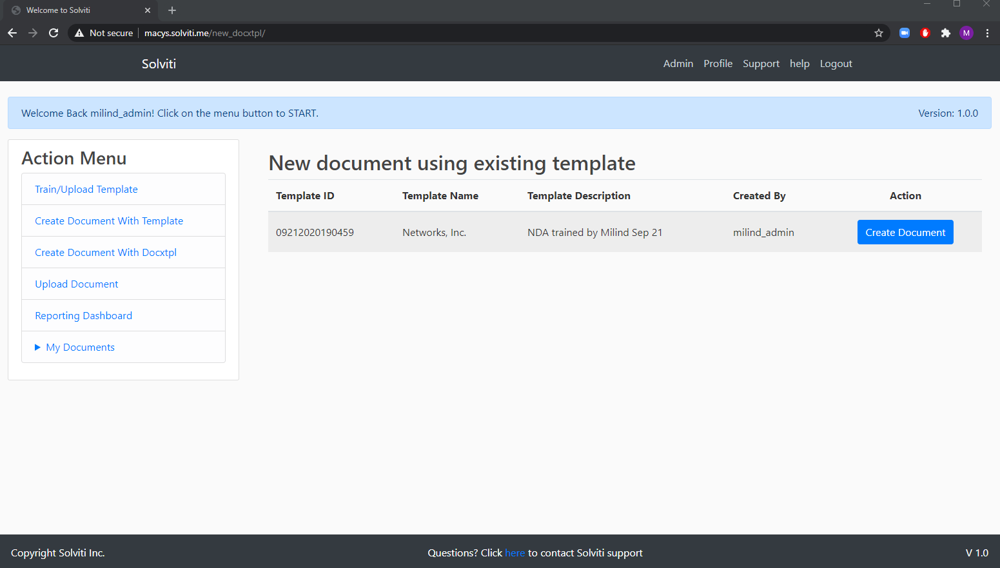 Welcome to Solviti
Not secure macys.solviti.me/new_docxtpl/
M
Solviti Admin Profile Support help Logout
Welcome Back milind_admin! Click on the menu button to START. Version: 1.0.0
Action Menu
Train/Upload Template
Create Document With Template
Create Document With Docxtpl
Upload Document
Reporting Dashboard
My Documents
New document using existing template
Template ID Template Name Template Description Created By Action
09212020190459 Networks, Inc. NDA trained by Milind Sep 21 milind_admin Create Document
Copyright Solviti Inc. Questions? Click here to contact Solviti support V 1.0